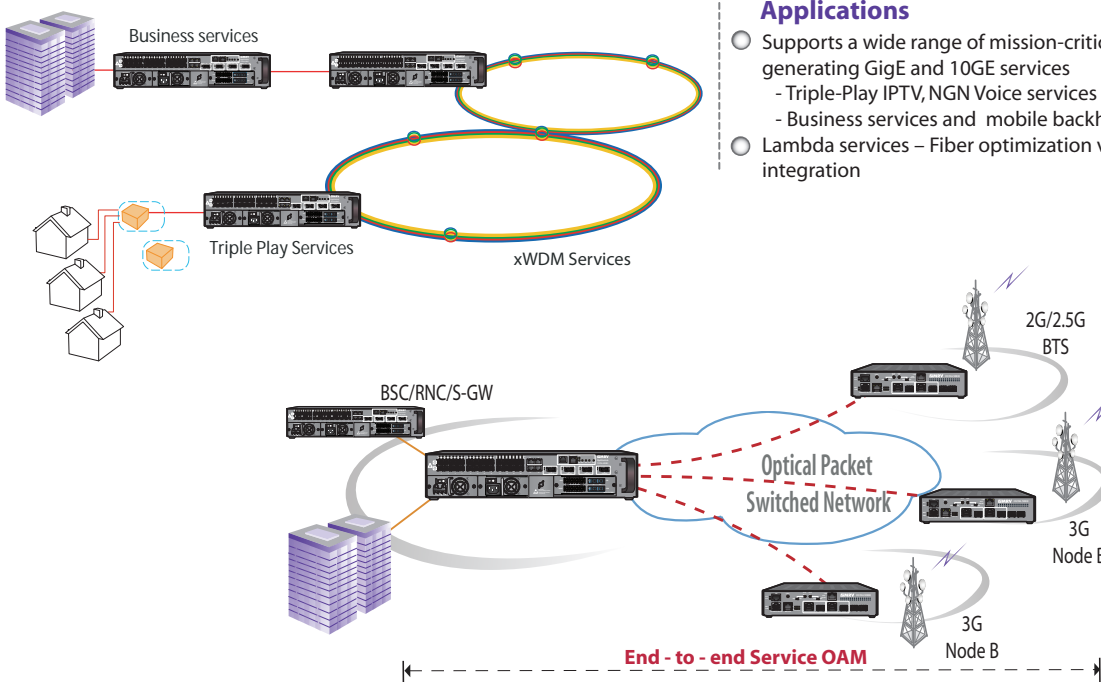 Applications
Supports a wide range of mission-critic
generating GigE and 10GE services
- Triple-Play IPTV, NGN Voice services
- Business services and mobile backh
Lambda services – Fiber optimization v
integration
Business services
Triple Play Services
xWDM Services
BSC/RNC/S-GW
2G/2.5G
BTS
Optical Packet
Switched Network
3G
Node B
3G
Node B
End - to - end Service OAM